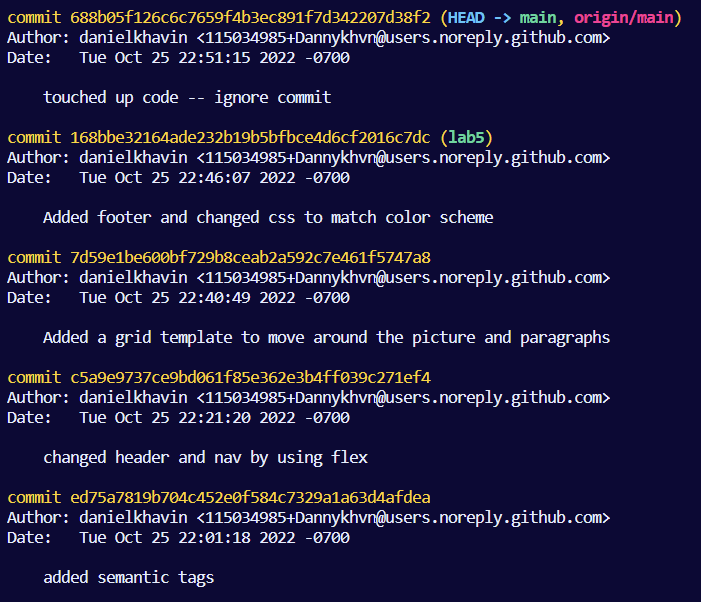 commit 688b05f126c6c7659f4b3ec891f7d342207d38f2 (HEAD -> main, origin/main)
Author: danielkhavin <115034985+Dannykhvn@users.noreply.github.com>
Date:   Tue Oct 25 22:51:15 2022 -0700
touched up code -- ignore commit
commit 168bbe32164ade232b19b5bfbce4d6cf2016c7dc (lab5)
Author: danielkhavin <115034985+Dannykhvn@users.noreply.github.com>
Date:   Tue Oct 25 22:46:07 2022 -0700
Added footer and changed css to match color scheme
commit 7d59e1be600bf729b8ceab2a592c7e461f5747a8
Author: danielkhavin <115034985+Dannykhvn@users.noreply.github.com>
Date:   Tue Oct 25 22:40:49 2022 -0700
Added a grid template to move around the picture and paragraphs
commit c5a9e9737ce9bd061f85e362e3b4ff039c271ef4
Author: danielkhavin <115034985+Dannykhvn@users.noreply.github.com>
Date:   Tue Oct 25 22:21:20 2022 -0700
changed header and nav by using flex
commit ed75a7819b704c452e0f584c7329a1a63d4afdea
Author: danielkhavin <115034985+Dannykhvn@users.noreply.github.com>
Date:   Tue Oct 25 22:01:18 2022 -0700
added semantic tags